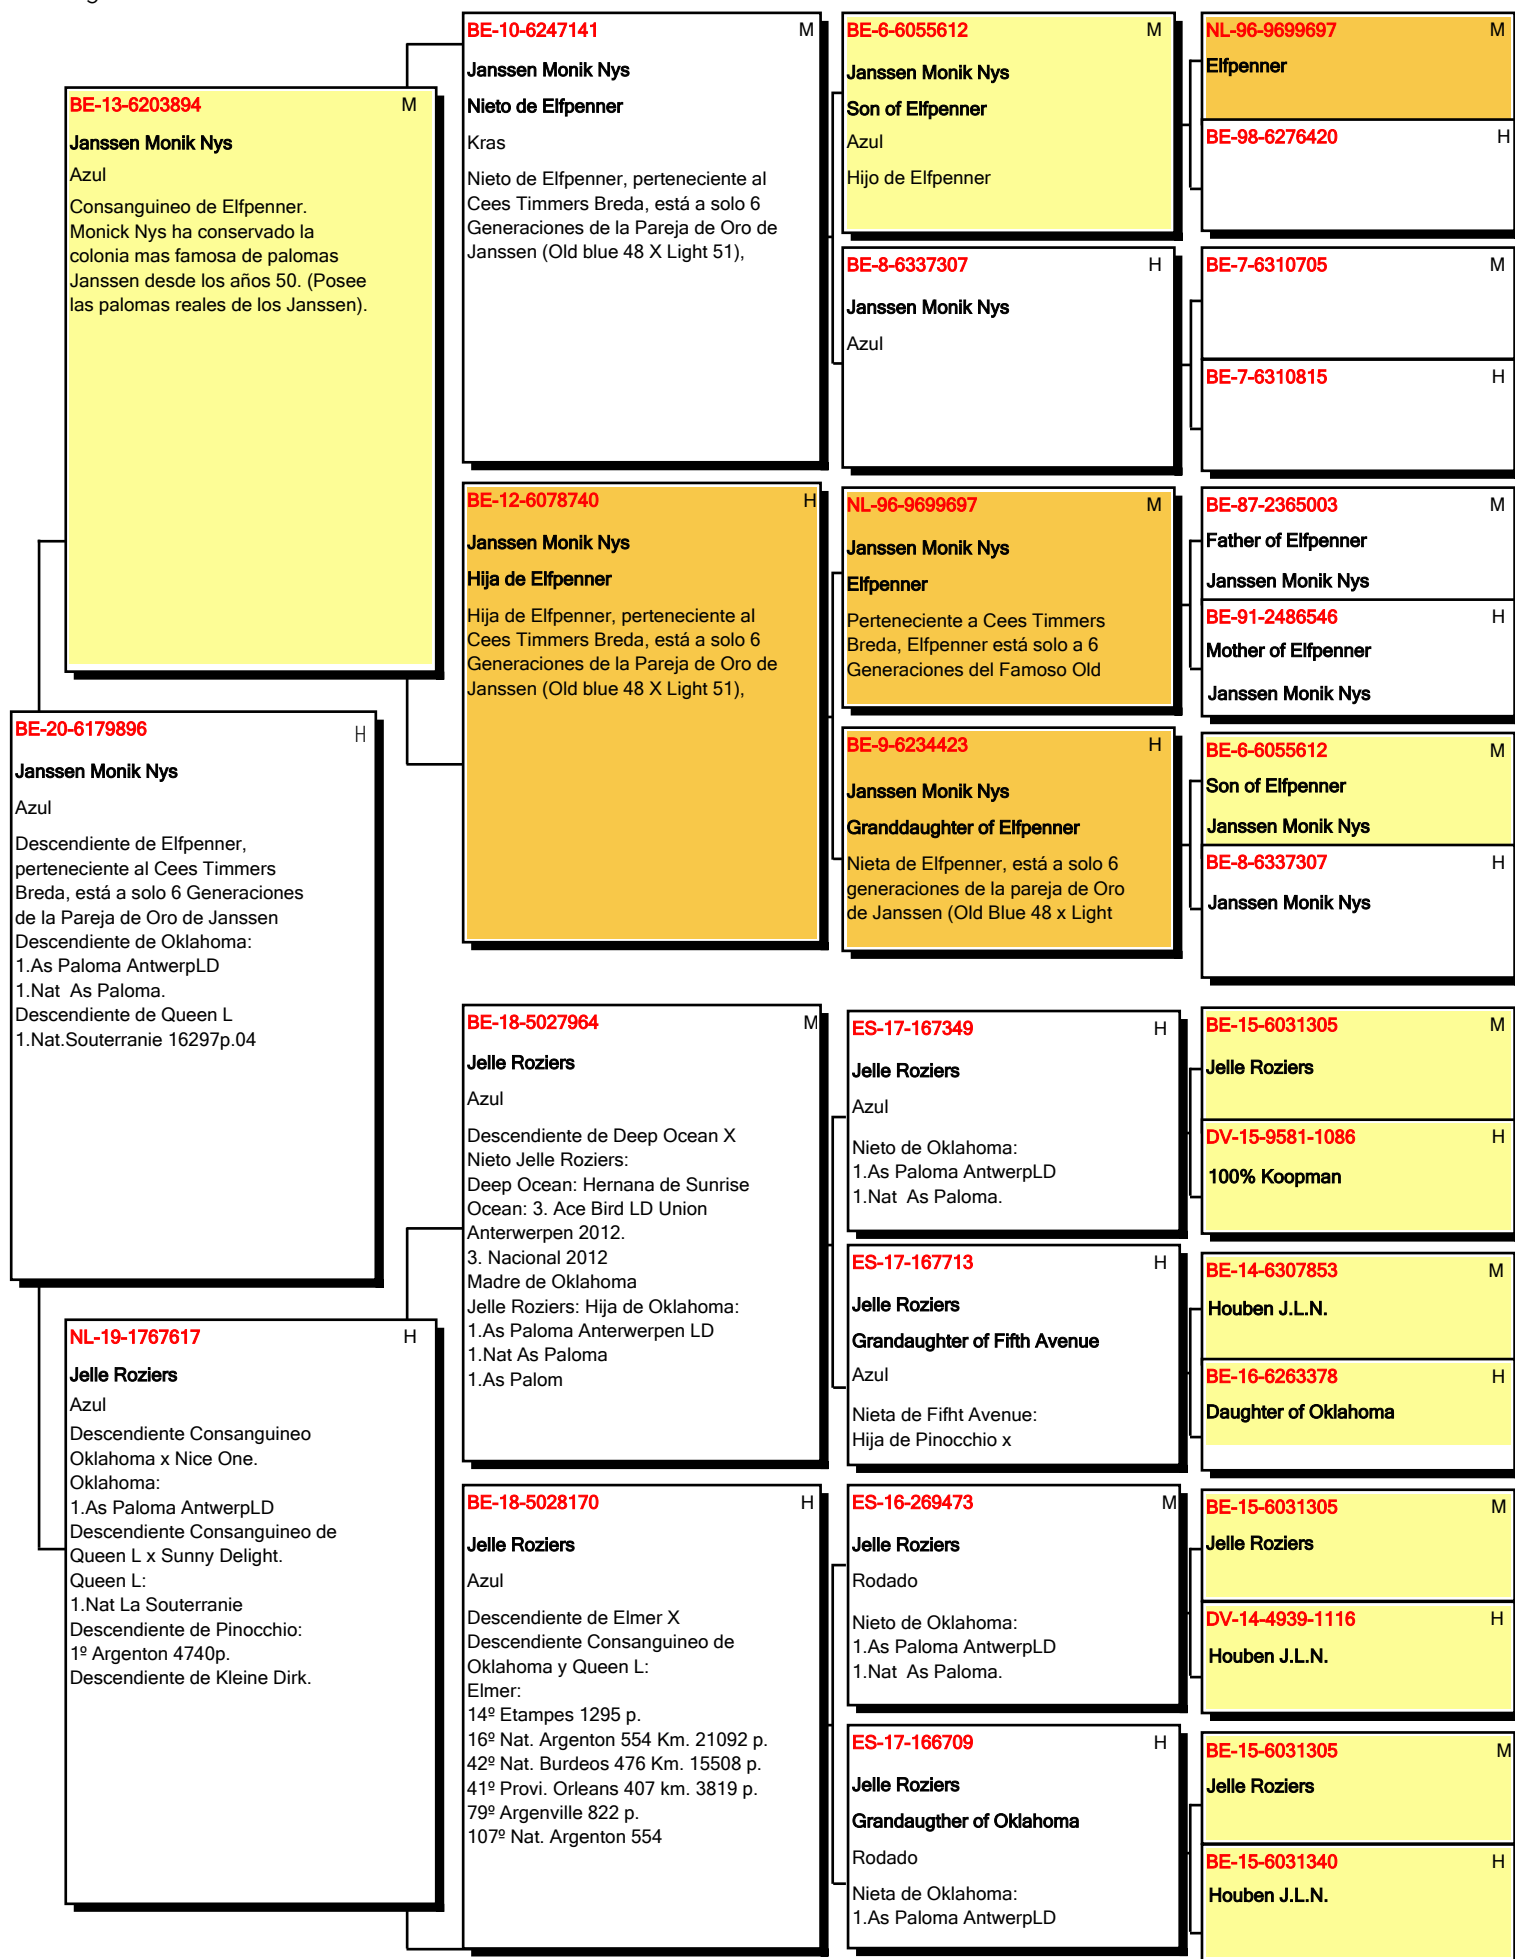 BE-20-6179896 H
Janssen Monik Nys
Azul
Descendiente de Elfpenner,
perteneciente al Cees Timmers
Breda, está a solo 6 Generaciones
de la Pareja de Oro de Janssen
Descendiente de Oklahoma:
1.As Paloma AntwerpLD
1.Nat As Paloma.
Descendiente de Queen L
1.Nat.Souterranie 16297p.04
BE-13-6203894 M
Janssen Monik Nys
Azul
Consanguineo de Elfpenner.
Monick Nys ha conservado la
colonia mas famosa de palomas
Janssen desde los años 50. (Posee
las palomas reales de los Janssen).
NL-19-1767617 H
Jelle Roziers
Azul
Descendiente Consanguineo
Oklahoma x Nice One.
Oklahoma:
1.As Paloma AntwerpLD
Descendiente Consanguineo de
Queen L x Sunny Delight.
Queen L:
1.Nat La Souterranie
Descendiente de Pinocchio:
1º Argenton 4740p.
Descendiente de Kleine Dirk.
BE-10-6247141 M
Janssen Monik Nys
Nieto de Elfpenner
Kras
Nieto de Elfpenner, perteneciente al
Cees Timmers Breda, está a solo 6
Generaciones de la Pareja de Oro de
Janssen (Old blue 48 X Light 51),
BE-12-6078740 H
Janssen Monik Nys
Hija de Elfpenner
Hija de Elfpenner, perteneciente al
Cees Timmers Breda, está a solo 6
Generaciones de la Pareja de Oro de
Janssen (Old blue 48 X Light 51),
BE-18-5027964 M
Jelle Roziers
Azul
Descendiente de Deep Ocean X
Nieto Jelle Roziers:
Deep Ocean: Hernana de Sunrise
Ocean: 3. Ace Bird LD Union
Anterwerpen 2012.
3. Nacional 2012
Madre de Oklahoma
Jelle Roziers: Hija de Oklahoma:
1.As Paloma Anterwerpen LD
1.Nat As Paloma
1.As Palom
BE-18-5028170 H
Jelle Roziers
Azul
Descendiente de Elmer X
Descendiente Consanguineo de
Oklahoma y Queen L:
Elmer:
14º Etampes 1295 p.
16º Nat. Argenton 554 Km. 21092 p.
42º Nat. Burdeos 476 Km. 15508 p.
41º Provi. Orleans 407 km. 3819 p.
79º Argenville 822 p.
107º Nat. Argenton 554
BE-6-6055612 M
Janssen Monik Nys
Son of Elfpenner
Azul
Hijo de Elfpenner
BE-8-6337307 H
Janssen Monik Nys
Azul
NL-96-9699697 M
Janssen Monik Nys
Elfpenner
Perteneciente a Cees Timmers
Breda, Elfpenner está solo a 6
Generaciones del Famoso Old
BE-9-6234423 H
Janssen Monik Nys
Granddaughter of Elfpenner
Nieta de Elfpenner, está a solo 6
generaciones de la pareja de Oro
de Janssen (Old Blue 48 x Light
ES-17-167349 H
Jelle Roziers
Azul
Nieto de Oklahoma:
1.As Paloma AntwerpLD
1.Nat As Paloma.
ES-17-167713 H
Jelle Roziers
Grandaughter of Fifth Avenue
Azul
Nieta de Fifht Avenue:
Hija de Pinocchio x
ES-16-269473 M
Jelle Roziers
Rodado
Nieto de Oklahoma:
1.As Paloma AntwerpLD
1.Nat As Paloma.
ES-17-166709 H
Jelle Roziers
Grandaugther of Oklahoma
Rodado
Nieta de Oklahoma:
1.As Paloma AntwerpLD
NL-96-9699697 M
Elfpenner
BE-98-6276420 H
BE-7-6310705 M
BE-7-6310815 H
BE-87-2365003 M
Father of Elfpenner
Janssen Monik Nys
BE-91-2486546 H
Mother of Elfpenner
Janssen Monik Nys
BE-6-6055612 M
Son of Elfpenner
Janssen Monik Nys
BE-8-6337307 H
Janssen Monik Nys
BE-15-6031305 M
Jelle Roziers
DV-15-9581-1086 H
100% Koopman
BE-14-6307853 M
Houben J.L.N.
BE-16-6263378 H
Daughter of Oklahoma
BE-15-6031305 M
Jelle Roziers
DV-14-4939-1116 H
Houben J.L.N.
BE-15-6031305 M
Jelle Roziers
BE-15-6031340 H
Houben J.L.N.